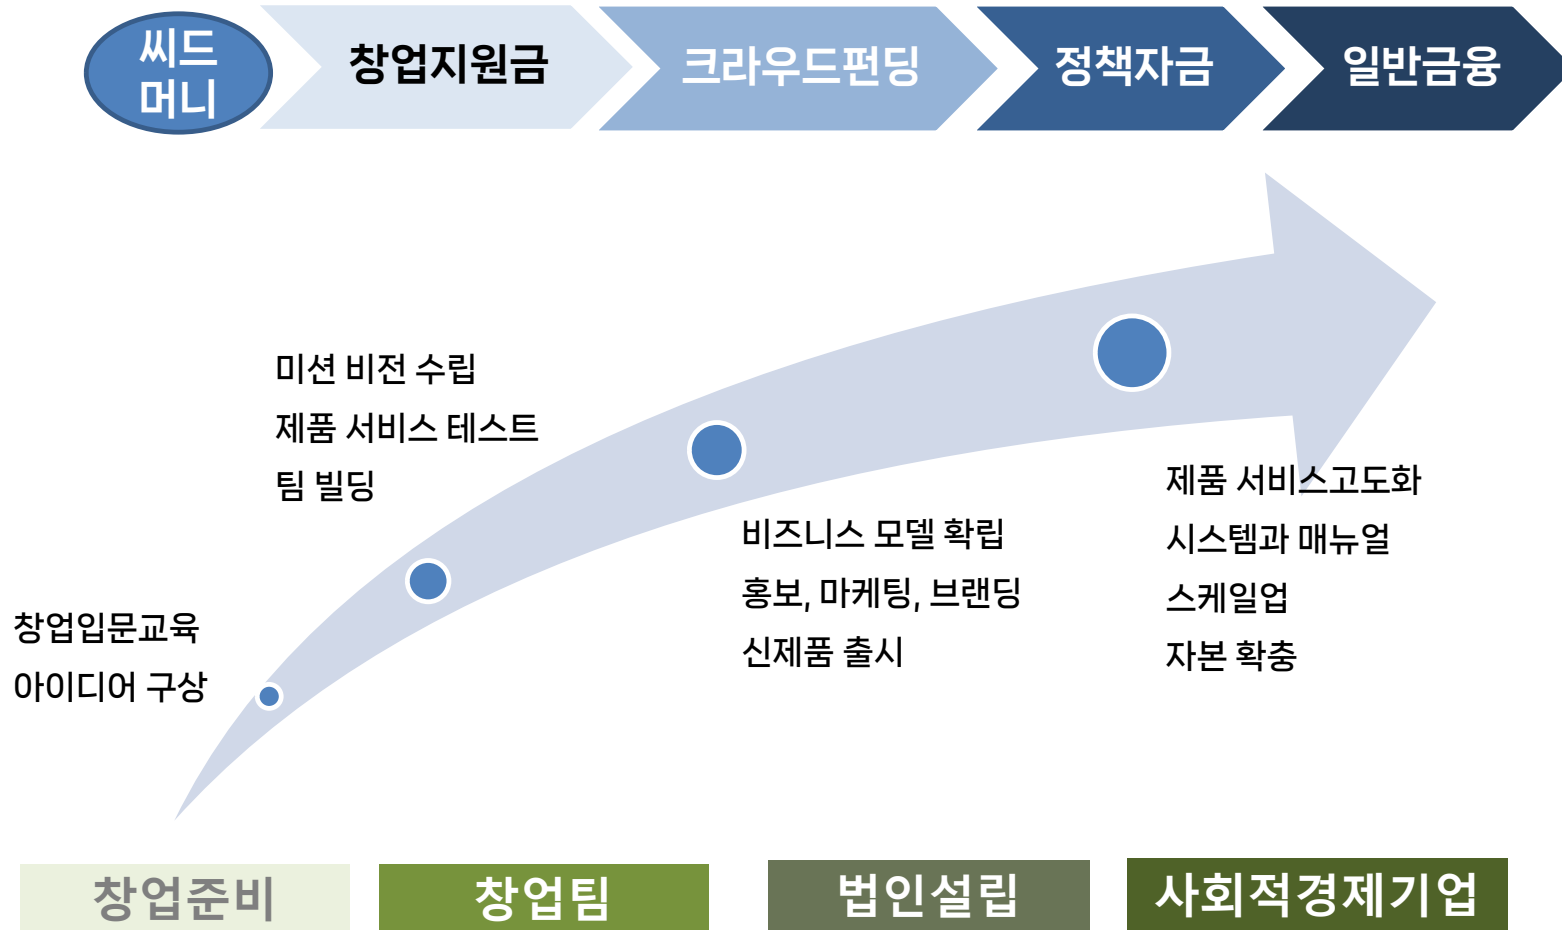 씨드
머니
창업지원금
크라우드펀딩
정책자금
일반금융
미션 비전 수립
제품 서비스 테스트
팀 빌딩
창업입문교육
아이디어 구상
비즈니스 모델 확립
홍보, 마케팅, 브랜딩
신제품 출시
제품 서비스고도화
시스템과 매뉴얼
스케일업
자본 확충
창업준비
창업팀
법인설립
사회적경제기업